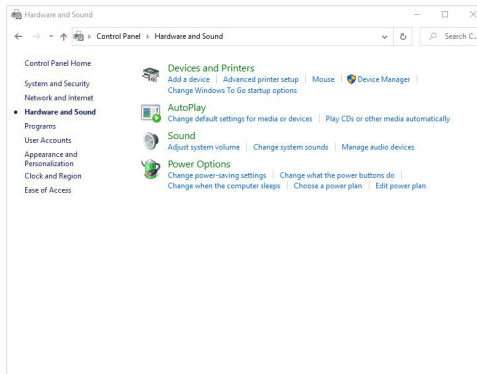 Hardware and Sound
Control Panel > Hardware and Sound
Search C...
Control Panel Home
System and Security
Network and Internet
Hardware and Sound
Programs
User Accounts
Appearance and
Personalization
Clock and Region
Ease of Access
Devices and Printers
Add a device | Advanced printer setup | Mouse | Device Manager |
Change Windows To Go startup options
AutoPlay
Change default settings for media or devices | Play CDs or other media automatically
Sound
Adjust system volume | Change system sounds | Manage audio devices
Power Options
Change power-saving settings | Change what the power buttons do |
Change when the computer sleeps | Choose a power plan | Edit power plan